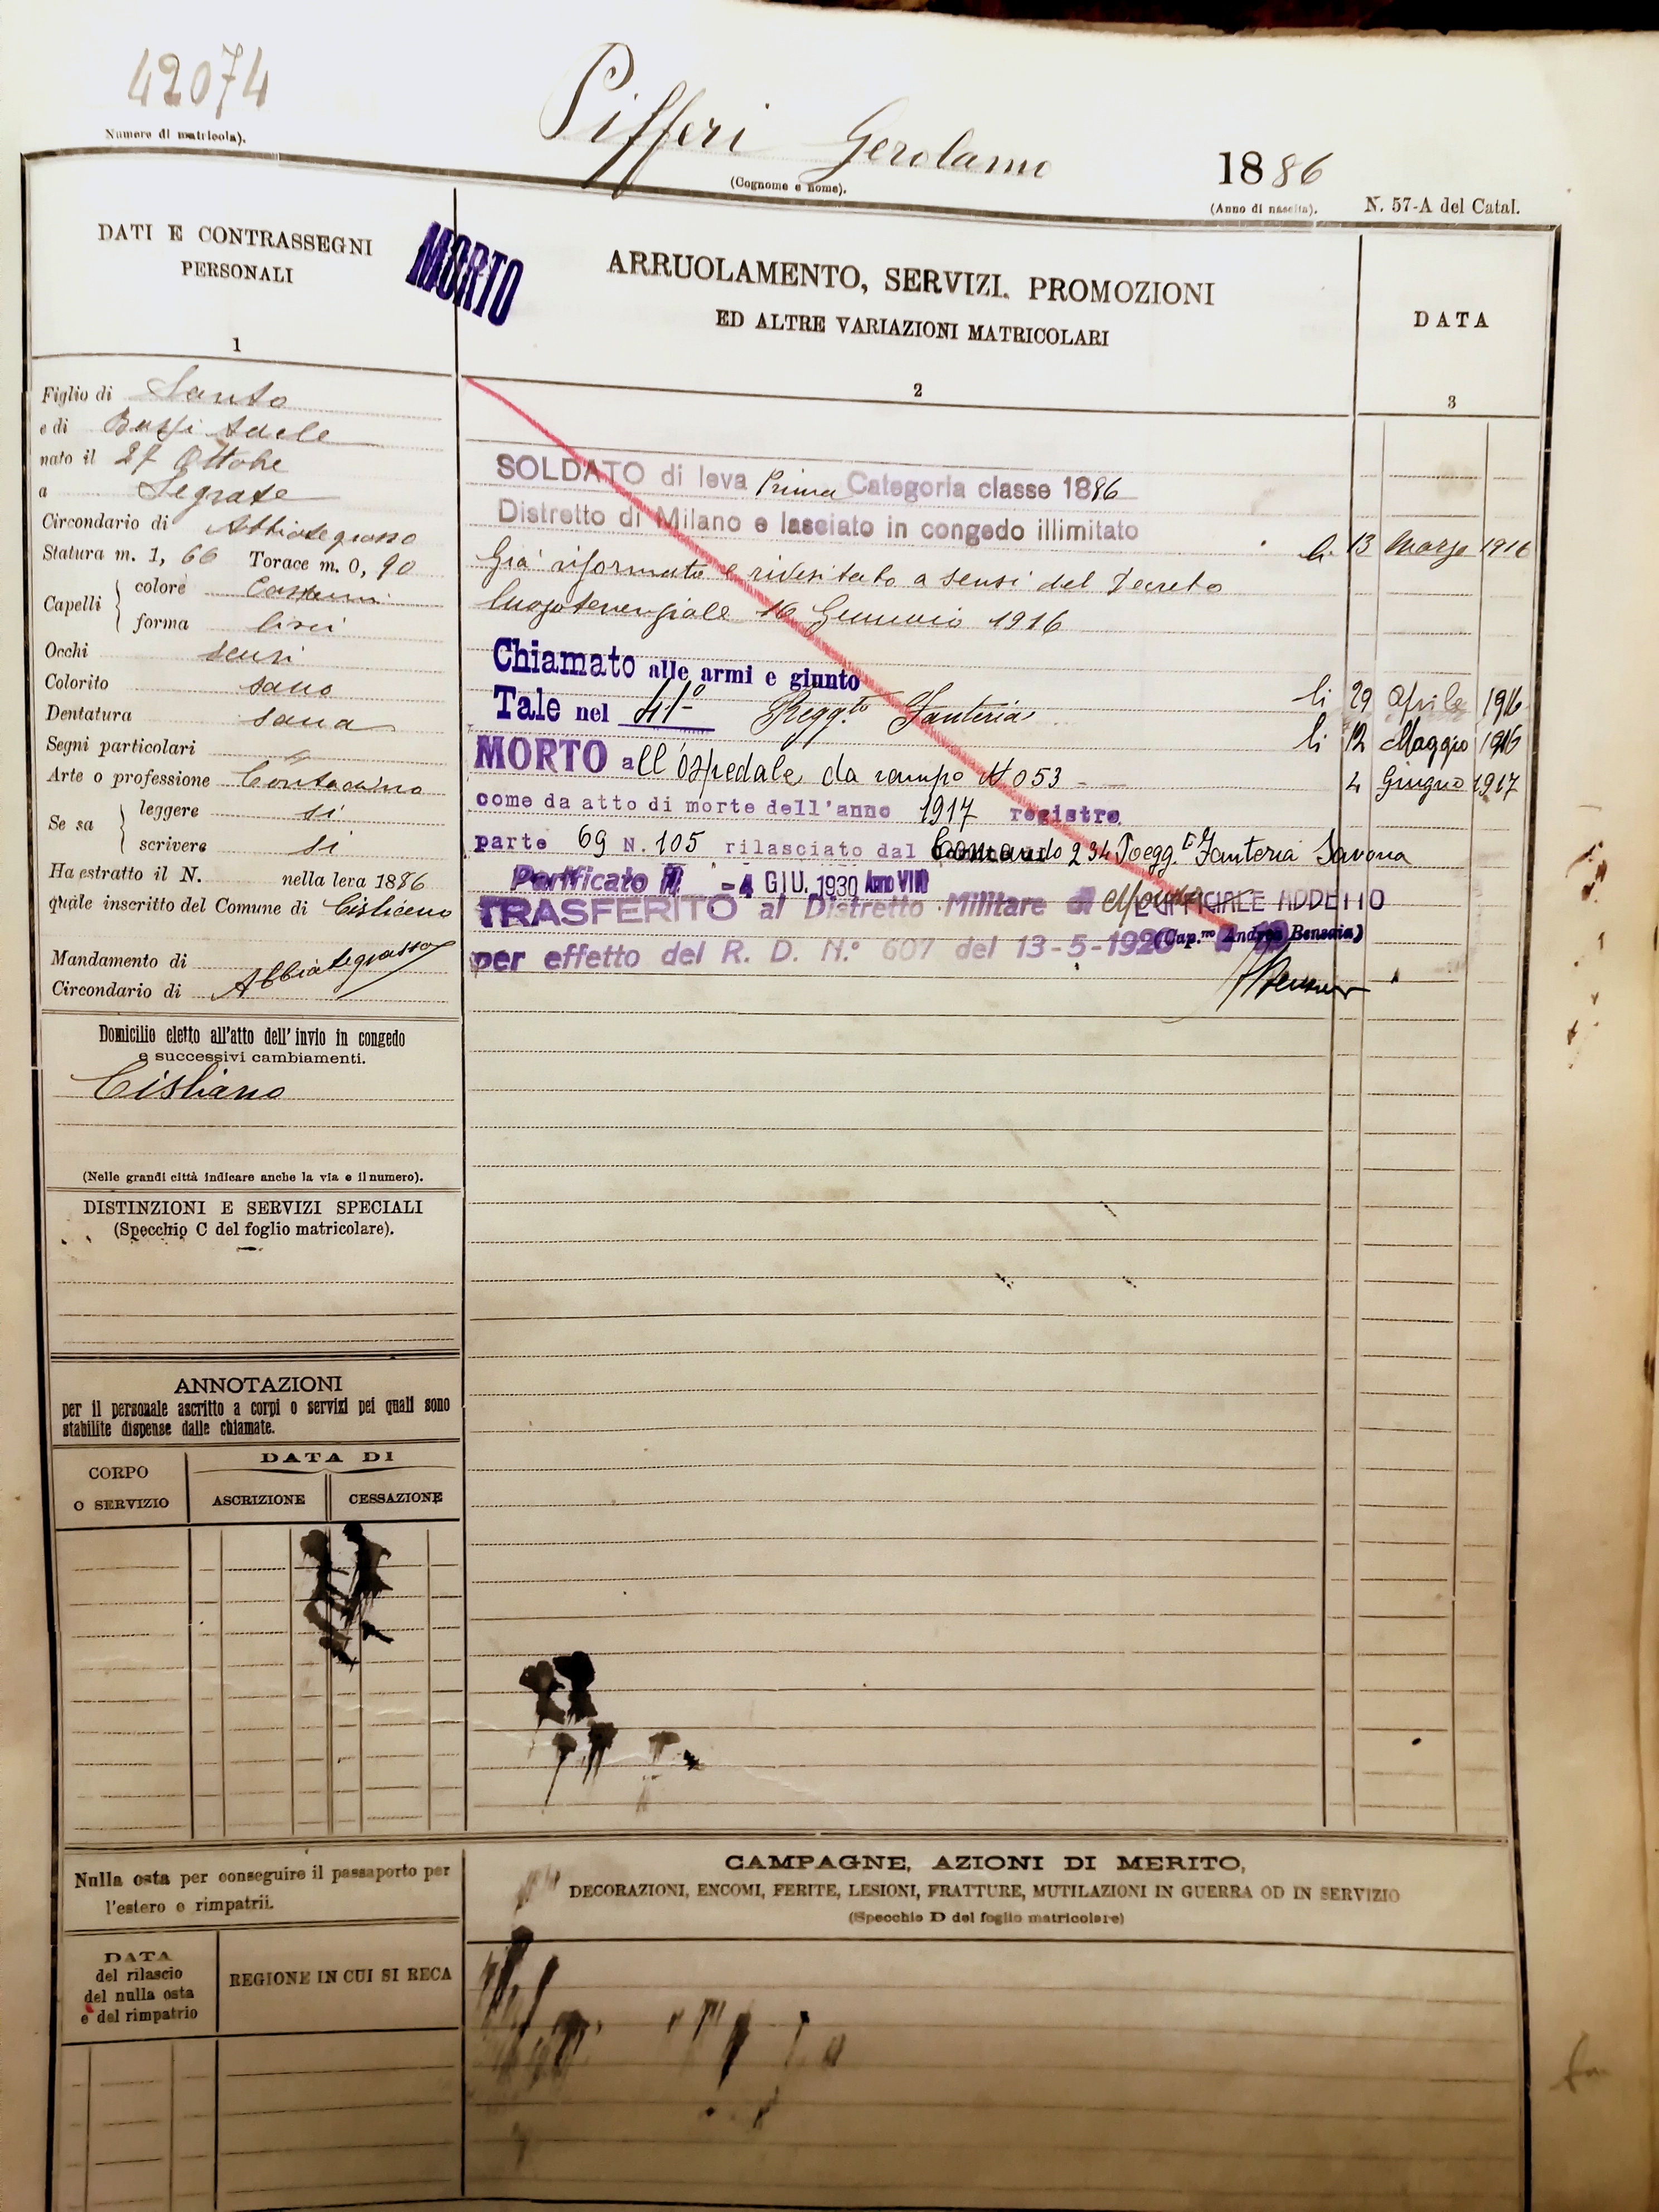 42074
Numero di matricola).
Pifferi Gerolamo
(Cognome e nome).
1886
(Anno di nascita).
N. 57-A del Catal.
DATI E CONTRASSEGNI
PERSONALI
1
MORTO
ARRUOLAMENTO, SERVIZI, PROMOZIONI
ED ALTRE VARIAZIONI MATRICOLARI
2
DATA
3
Figlio di Santo
e di Bassi Adele
nato il 27 Ottobre
a Segrate
Circondario di Abbiategrasso
Statura m. 1, 66 Torace m. 0, 90
Capelli
colore Castani
forma lisci
Occhi scuri
Colorito sano
Dentatura sana
Segni particolari
Arte o professione Contadino
Se sa
leggere si
scrivere si
Ha estratto il N. nella leva 1886
quale inscritto del Comune di Cisliano
Mandamento di
Circondario di Abbiategrasso
Domicilio eletto all'atto dell' invio in congedo
e successivi cambiamenti.
Cisliano
(Nelle grandi città indicare anche la via e il numero).
DISTINZIONI E SERVIZI SPECIALI
(Specchio C del foglio matricolare).
ANNOTAZIONI
per il personale ascritto a corpi o servizi pei quali sono
stabilite dispense dalle chiamate.
CORPO
O SERVIZIO
DATA DI
ASCRIZIONE
CESSAZIONE
Nulla osta per conseguire il passaporto per
l'estero e rimpatrii.
DATA
del rilascio
del nulla osta
e del rimpatrio
REGIONE IN CUI SI RECA
SOLDATO di leva Prima Categoria classe 1886
Distretto di Milano e lasciato in congedo illimitato
li 13 Marzo 1916
Già riformato e rivisitato a sensi del Decreto
luogotenenziale 16 Gennaio 1916
Chiamato alle armi e giunto
li 29 Aprile 1916
Tale nel 41° Regg.to Fanteria
li 12 Maggio 1916
MORTO all'ospedale da campo N 053
4 Giugno 1917
come da atto di morte dell'anno 1917 registro
parte 69 N. 105 rilasciato dal Comando 234 Regg. Fanteria Savona
Parificato il -4 GIU. 1930 Anno VIII
TRASFERITO al Distretto Militare di Monza
L'UFFICIALE ADDETTO
per effetto del R. D. N.° 607 del 13-5-1929
(Cap.no Andrea Benecia)
CAMPAGNE, AZIONI DI MERITO,
DECORAZIONI, ENCOMI, FERITE, LESIONI, FRATTURE, MUTILAZIONI IN GUERRA OD IN SERVIZIO
(Specchio D del foglio matricolare)